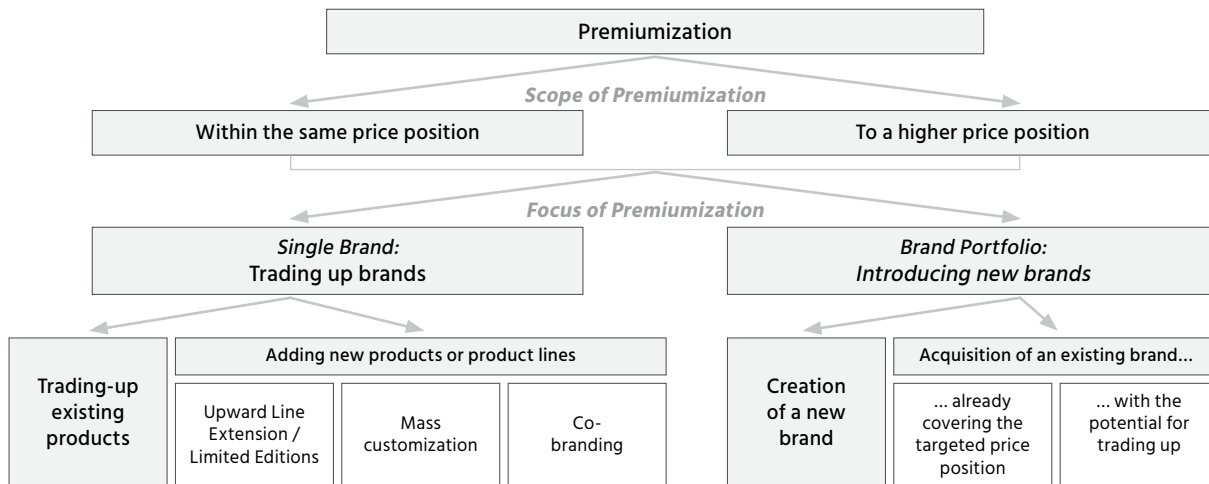 Premiumization
Scope of Premiumization
Within the same price position
To a higher price position
Focus of Premiumization
Single Brand:
Trading up brands
Brand Portfolio:
Introducing new brands
Trading-up
existing
products
Adding new products or product lines
Upward Line
Extension /
Limited Editions
Mass
customization
Co-
branding
Creation
of a new
brand
Acquisition of an existing brand...
... already
covering the
targeted price
position
... with the
potential for
trading up